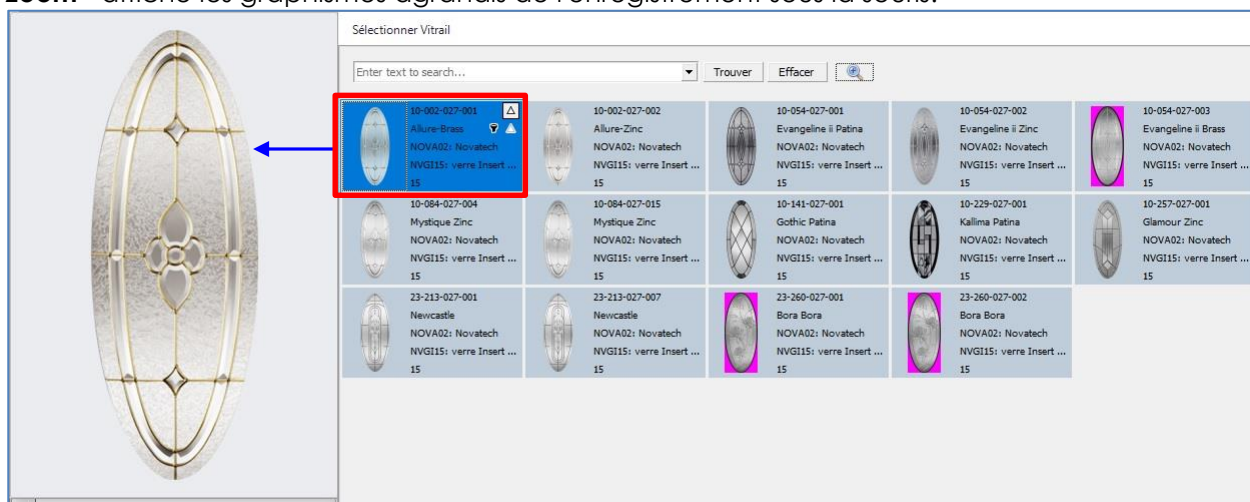 Zoom - affiche les graphismes agrandis de l'enregistrement sous la souris.
Sélectionner Vitrail
Enter text to search...
Trouver
Effacer
10-002-027-001
Allure-Brass
NOVA02: Novatech
NVGI15: verre Insert ...
15
10-002-027-002
Allure-Zinc
NOVA02: Novatech
NVGI15: verre Insert ...
15
10-054-027-001
Evangeline ii Patina
NOVA02: Novatech
NVGI15: verre Insert ...
15
10-054-027-002
Evangeline ii Zinc
NOVA02: Novatech
NVGI15: verre Insert ...
15
10-054-027-003
Evangeline ii Brass
NOVA02: Novatech
NVGI15: verre Insert ...
15
10-084-027-004
Mystique Zinc
NOVA02: Novatech
NVGI15: verre Insert ...
15
10-084-027-015
Mystique Zinc
NOVA02: Novatech
NVGI15: verre Insert ...
15
10-141-027-001
Gothic Patina
NOVA02: Novatech
NVGI15: verre Insert ...
15
10-229-027-001
Kallima Patina
NOVA02: Novatech
NVGI15: verre Insert ...
15
10-257-027-001
Glamour Zinc
NOVA02: Novatech
NVGI15: verre Insert ...
15
23-213-027-001
Newcastle
NOVA02: Novatech
NVGI15: verre Insert ...
15
23-213-027-007
Newcastle
NOVA02: Novatech
NVGI15: verre Insert ...
15
23-260-027-001
Bora Bora
NOVA02: Novatech
NVGI15: verre Insert ...
15
23-260-027-002
Bora Bora
NOVA02: Novatech
NVGI15: verre Insert ...
15